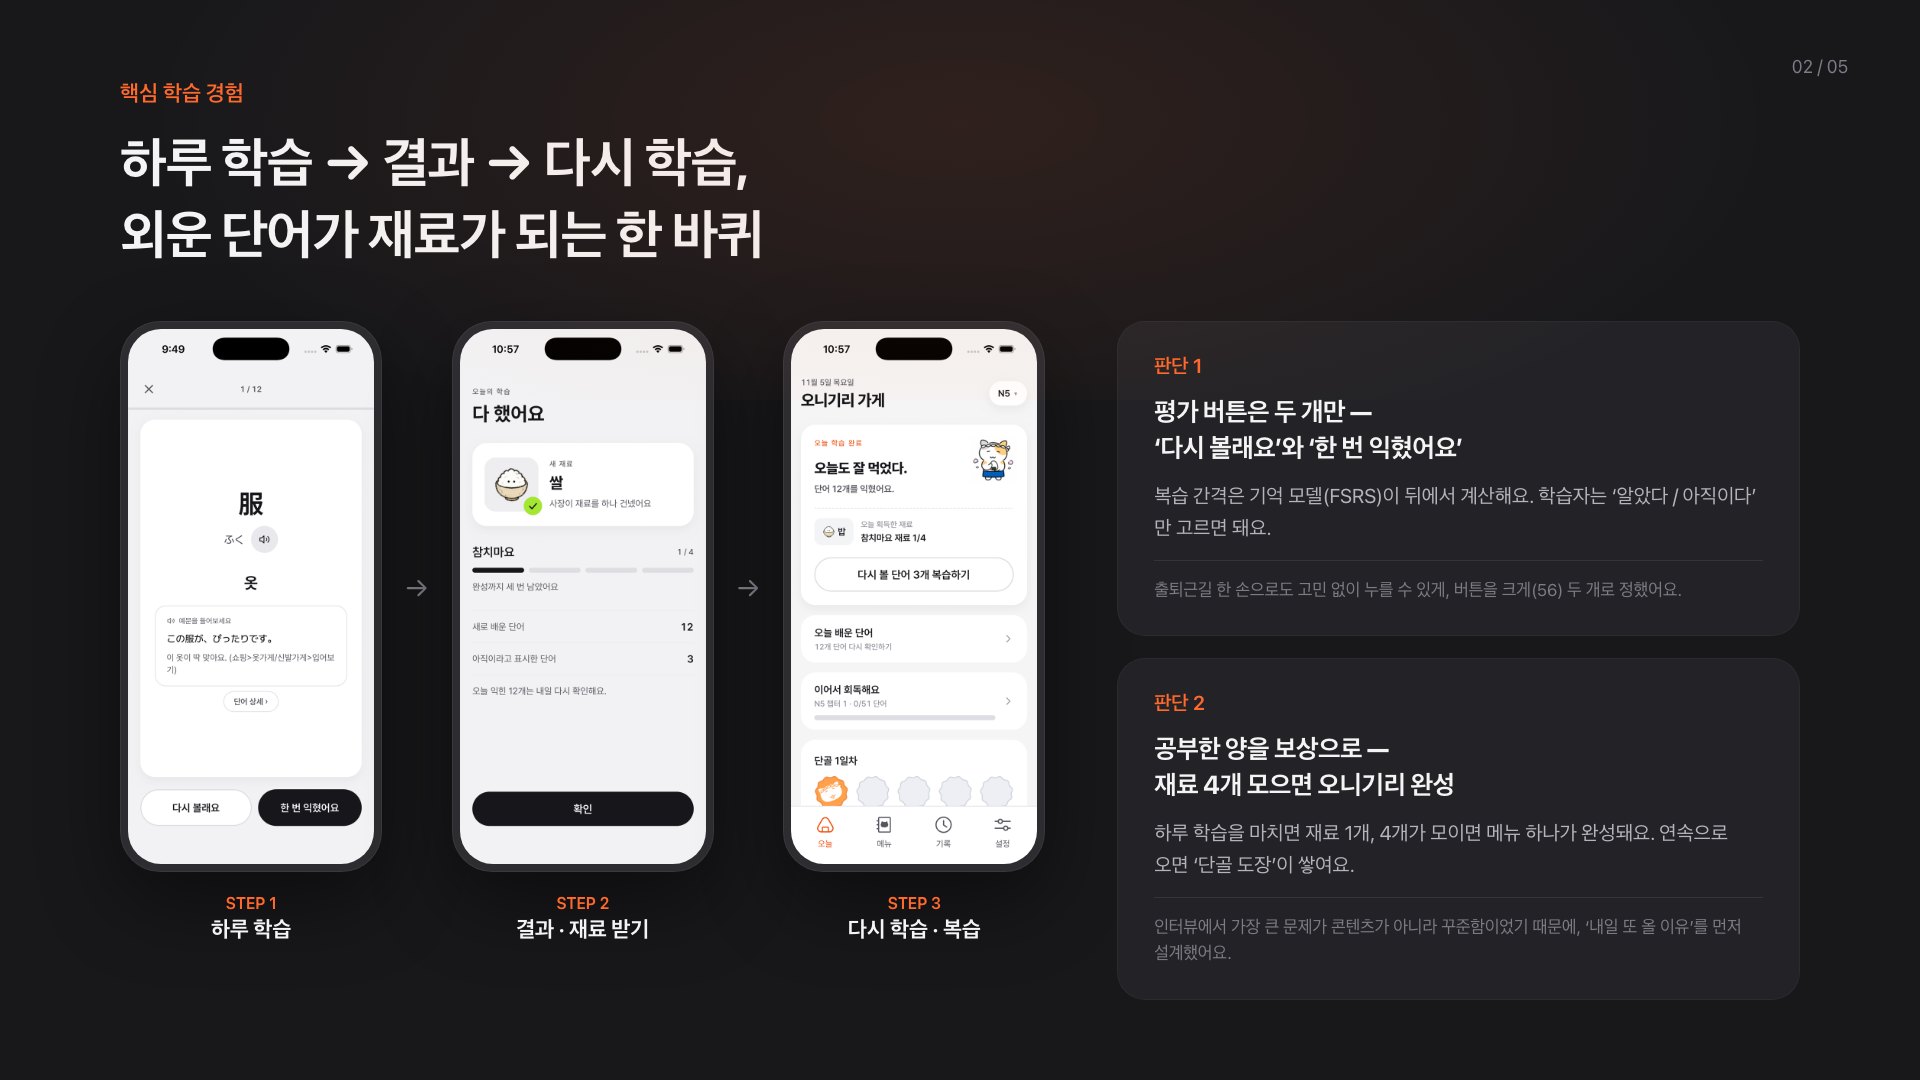 02 / 05
핵심 학습 경험
하루 학습 → 결과 → 다시 학습,
외운 단어가 재료가 되는 한 바퀴
9:49
1 / 12
服
ふく
옷
예문을 들어보세요
この服が、ぴったりです。
이 옷이 딱 맞아요. (쇼핑>옷가게/신발가게>입어보
기)
단어 상세 ›
다시 볼래요
한 번 익혔어요
STEP 1
하루 학습
10:57
오늘의 학습
다 했어요
새 재료
쌀
사장이 재료를 하나 건넸어요
참치마요
1 / 4
완성까지 세 번 남았어요
새로 배운 단어
12
아직이라고 표시한 단어
3
오늘 익힌 12개는 내일 다시 확인해요.
확인
STEP 2
결과 · 재료 받기
10:57
11월 5일 목요일
오니기리 가게
N5
오늘 학습 완료
오늘도 잘 먹었다.
단어 12개를 익혔어요.
밥
오늘 획득한 재료
참치마요 재료 1/4
다시 볼 단어 3개 복습하기
오늘 배운 단어
12개 단어 다시 확인하기
이어서 회독해요
N5 챕터 1 · 0/51 단어
단골 1일차
오늘
메뉴
기록
설정
STEP 3
다시 학습 · 복습
판단 1
평가 버튼은 두 개만 —
‘다시 볼래요’와 ‘한 번 익혔어요’
복습 간격은 기억 모델(FSRS)이 뒤에서 계산해요. 학습자는 ‘알았다 / 아직이다’
만 고르면 돼요.
출퇴근길 한 손으로도 고민 없이 누를 수 있게, 버튼을 크게(56) 두 개로 정했어요.
판단 2
공부한 양을 보상으로 —
재료 4개 모으면 오니기리 완성
하루 학습을 마치면 재료 1개, 4개가 모이면 메뉴 하나가 완성돼요. 연속으로
오면 ‘단골 도장’이 쌓여요.
인터뷰에서 가장 큰 문제가 콘텐츠가 아니라 꾸준함이었기 때문에, ‘내일 또 올 이유’를 먼저
설계했어요.